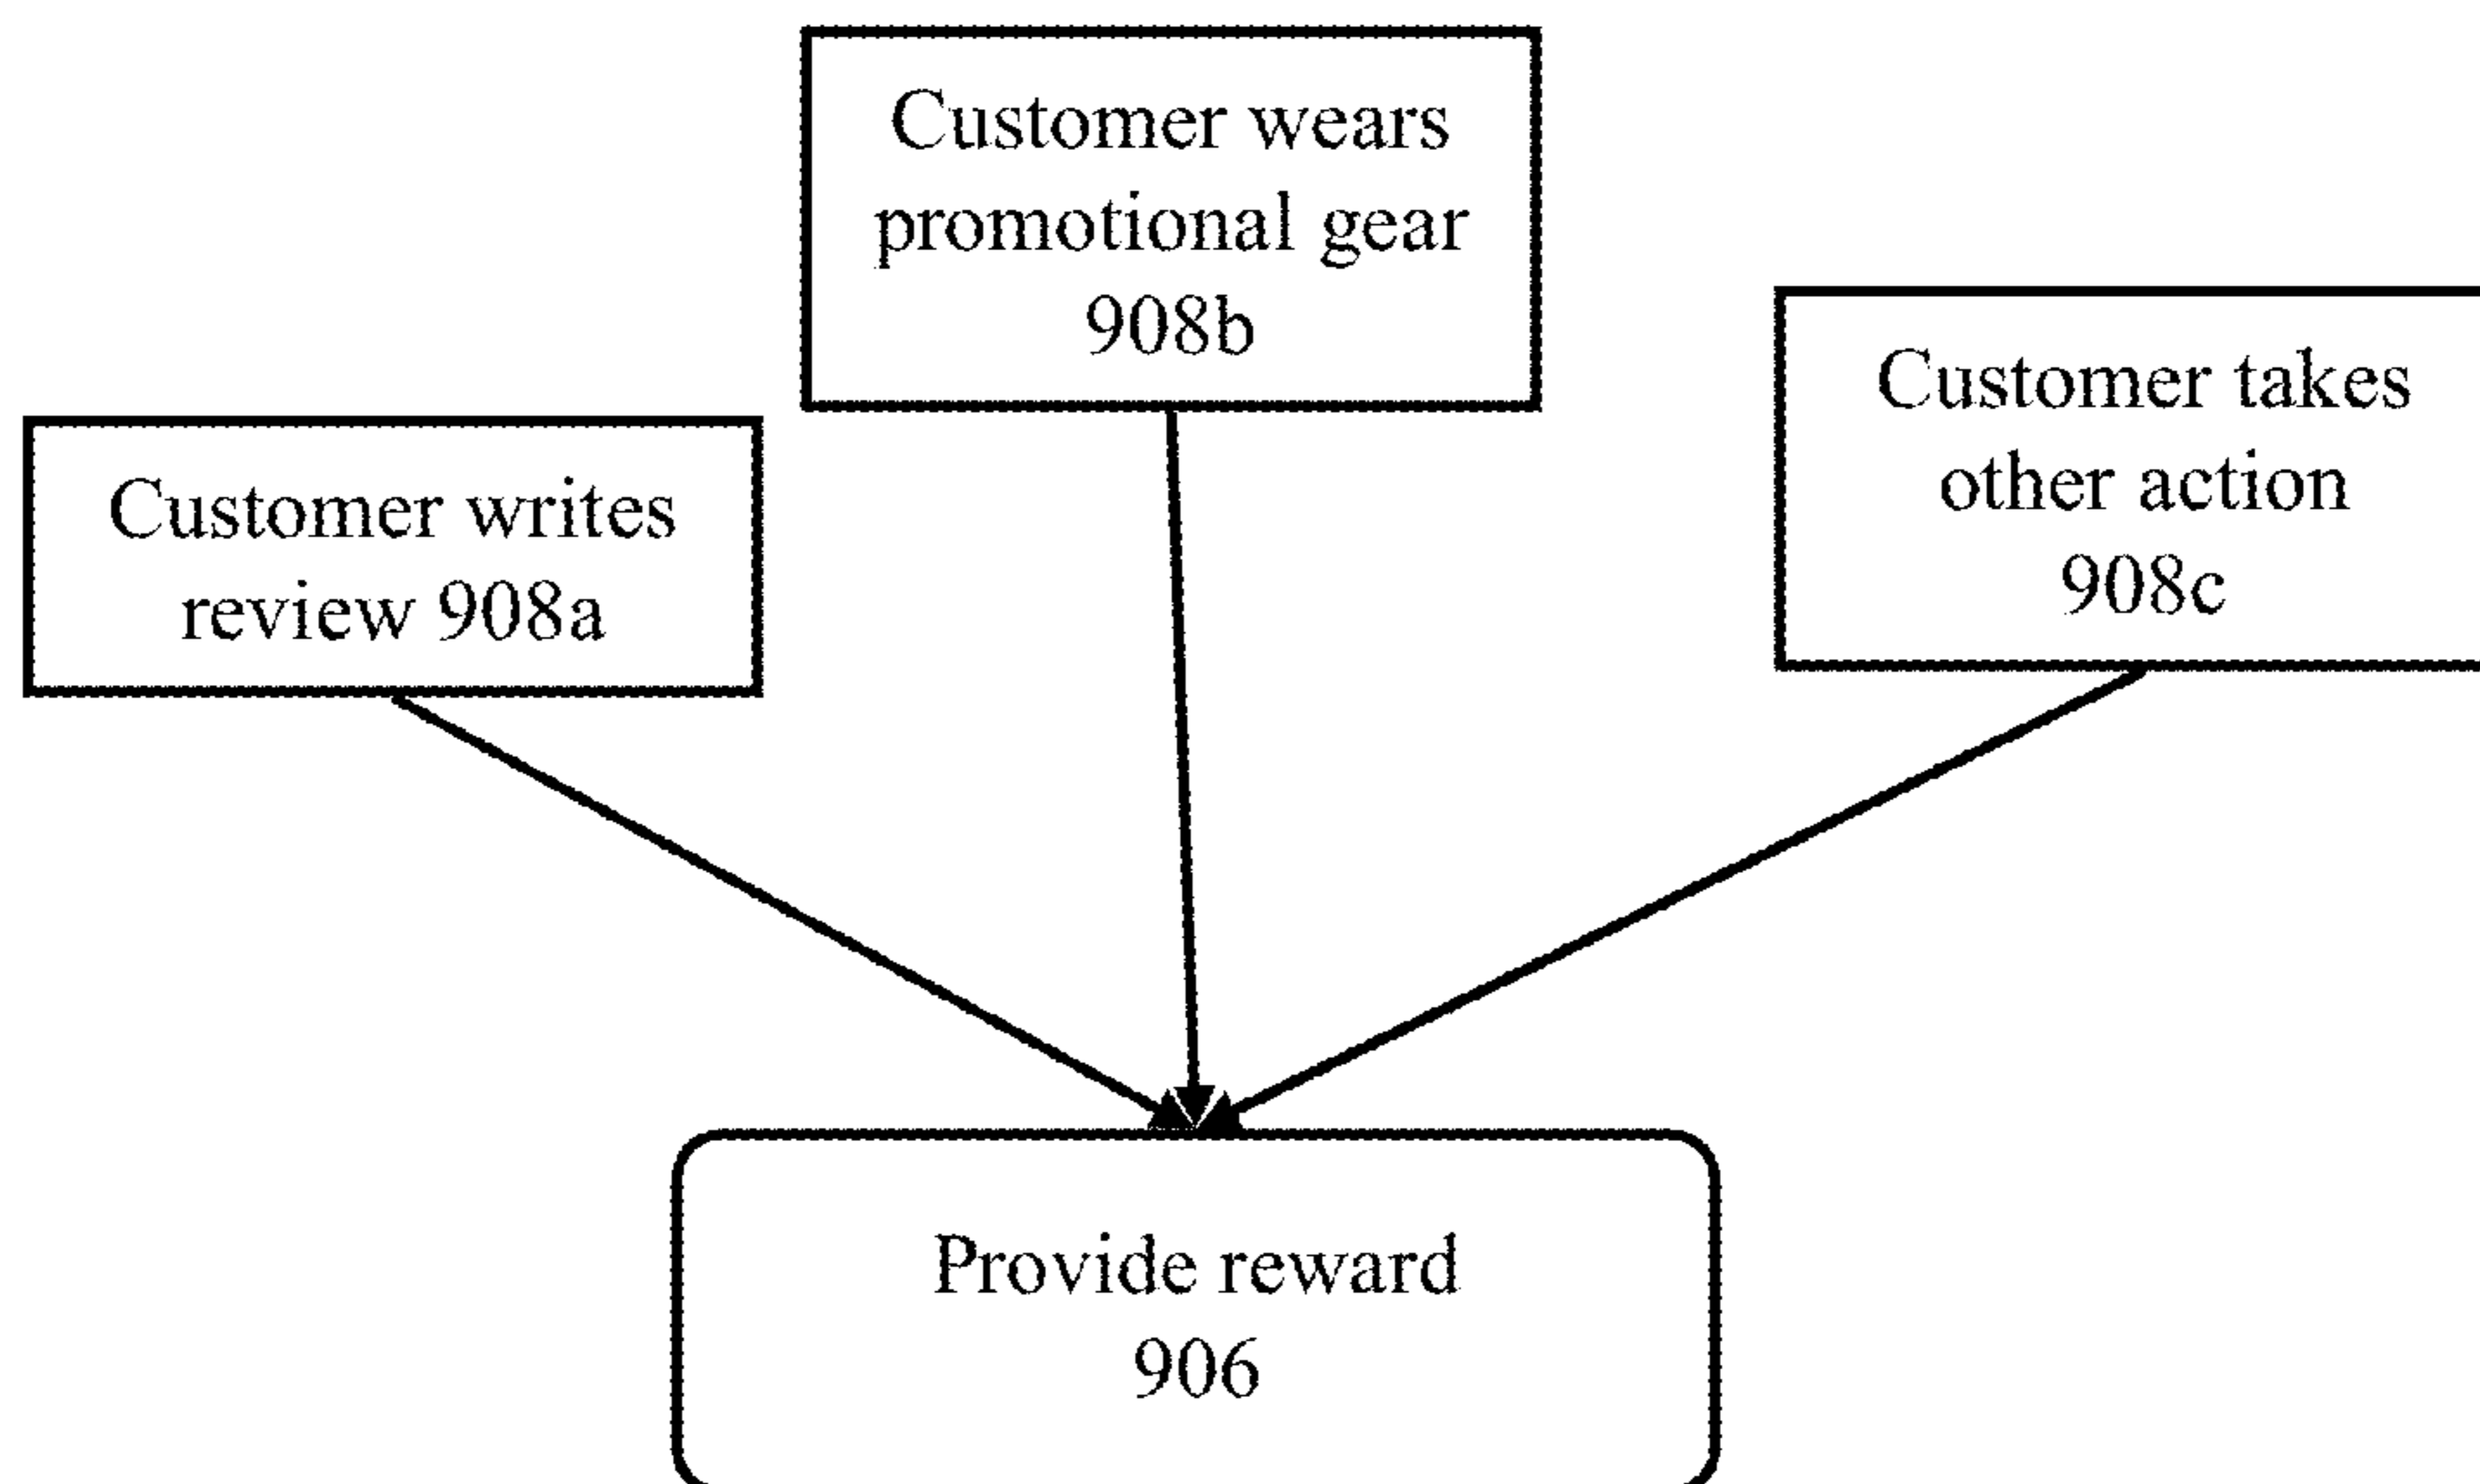 Customer wears
promotional gear
908b
Customer takes
other action
908c
Customer writes
review 908a
Provide reward
906